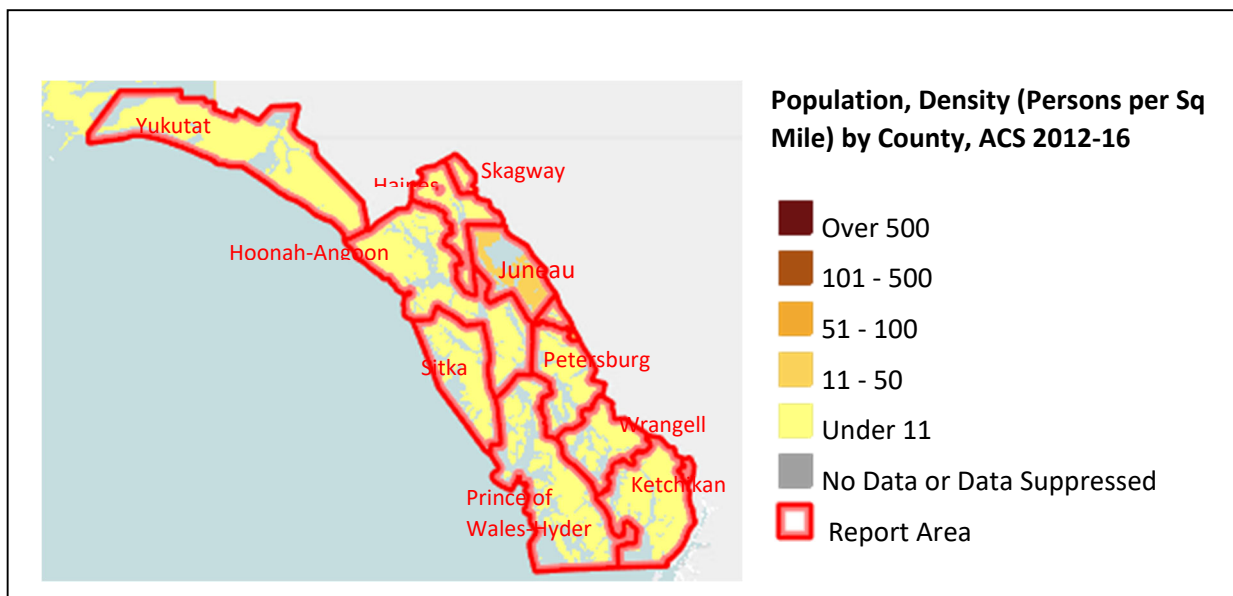 Population, Density (Persons per Sq
Mile) by County, ACS 2012-16
Over 500
101 - 500
51 - 100
11 - 50
Under 11
No Data or Data Suppressed
Report Area
Yukutat
Skagway
Haines
Hoonah-Angoon
Juneau
Sitka
Petersburg
Wrangell
Ketchikan
Prince of
Wales-Hyder